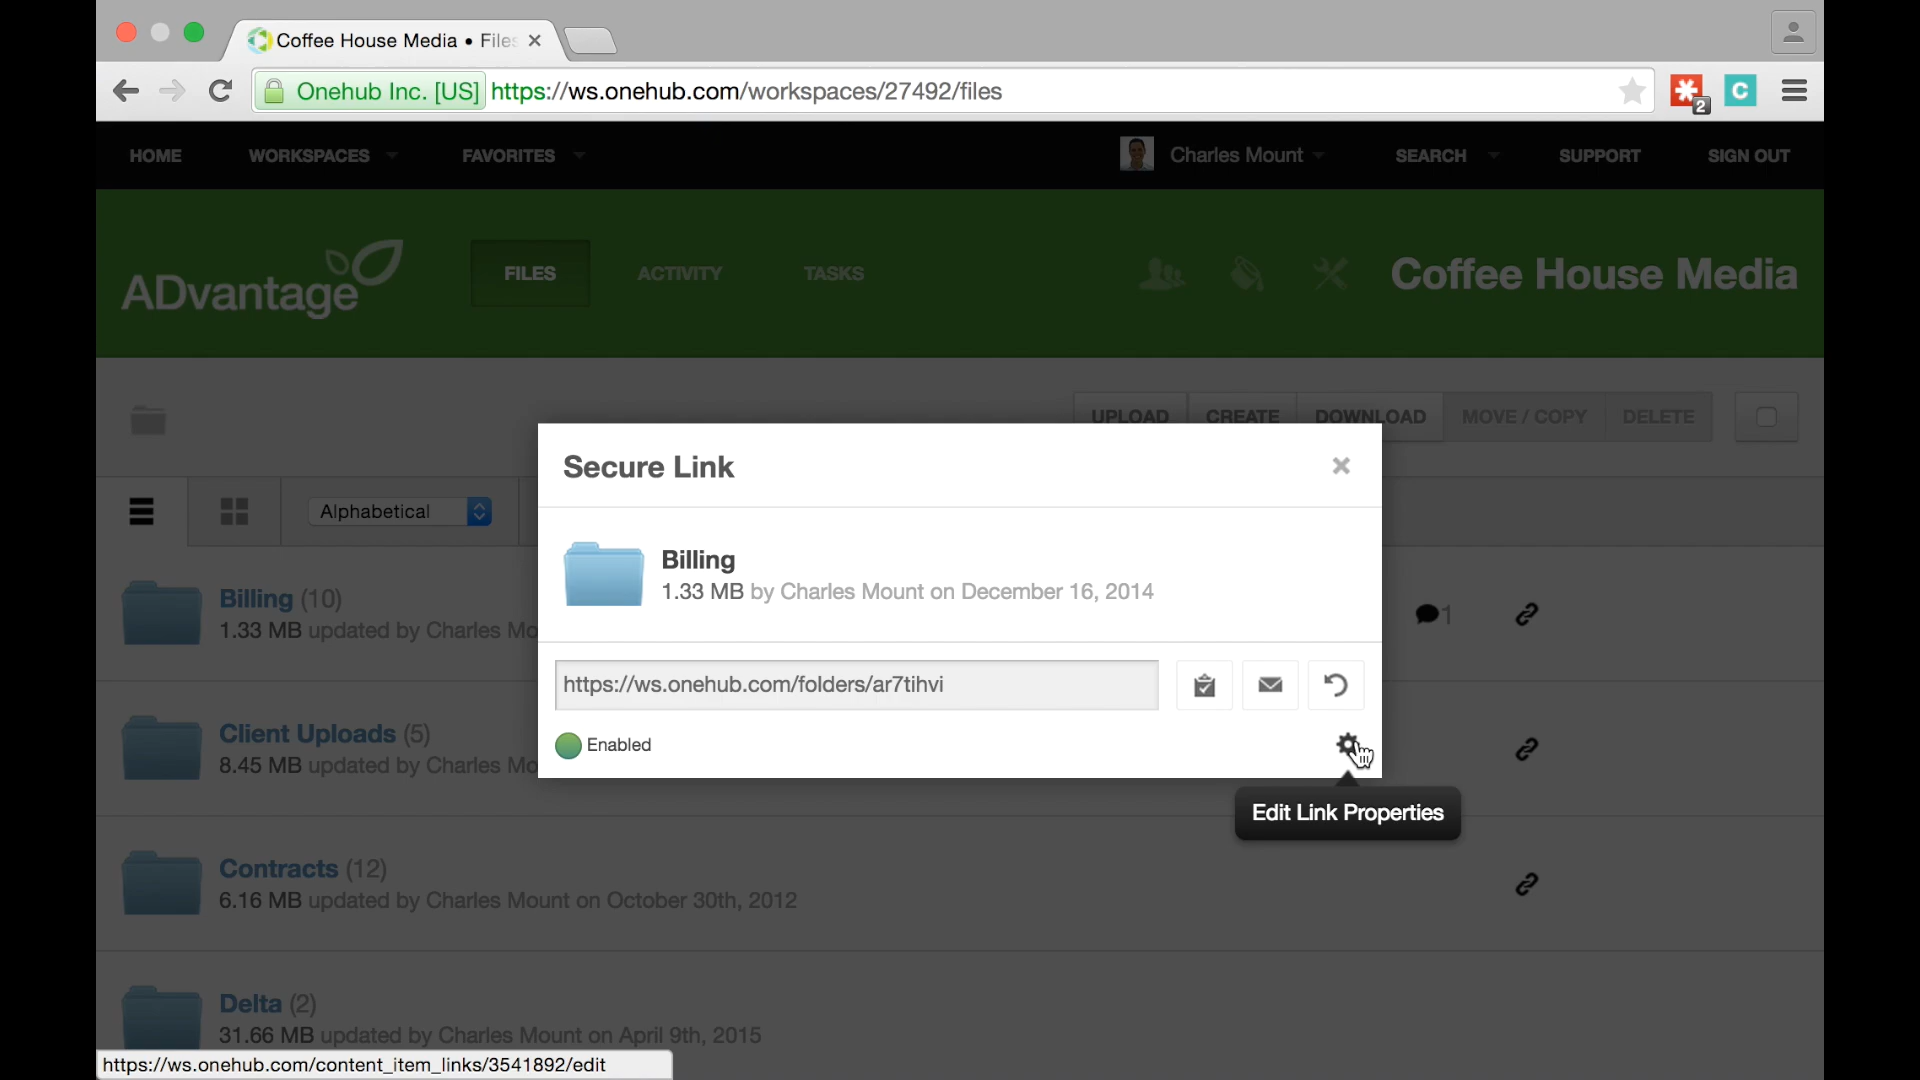 Coffee House Media • Files
Onehub Inc. [US] https://ws.onehub.com/workspaces/27492/files
2
C
HOME WORKSPACES FAVORITES Charles Mount SEARCH SUPPORT SIGN OUT
ADvantage FILES ACTIVITY TASKS Coffee House Media
UPLOAD CREATE DOWNLOAD MOVE / COPY DELETE
Secure Link
Alphabetical
Billing
1.33 MB by Charles Mount on December 16, 2014
Billing (10)
1.33 MB updated by Charles Mo
1
https://ws.onehub.com/folders/ar7tihvi
Enabled
Edit Link Properties
Client Uploads (5)
8.45 MB updated by Charles Mo
Contracts (12)
6.16 MB updated by Charles Mount on October 30th, 2012
Delta (2)
31.66 MB updated by Charles Mount on April 9th, 2015
https://ws.onehub.com/content_item_links/3541892/edit